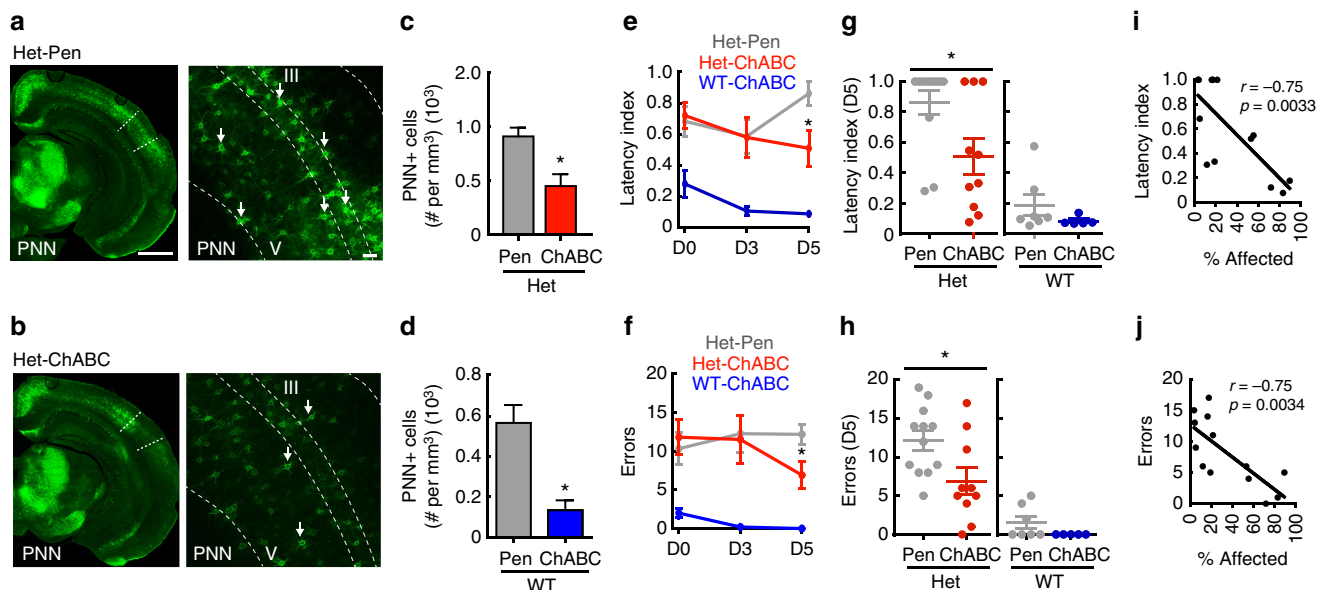 a
Het-Pen
PNN
III
PNN
V
b
Het-ChABC
PNN
III
PNN
V
c
PNN+ cells
(# per mm³) (10³)
2.0
1.0
0.5
0
*
Pen ChABC
Het
d
PNN+ cells
(# per mm³) (10³)
0.8
0.6
0.4
0.2
0
*
Pen ChABC
WT
e
Het-Pen
Het-ChABC
WT-ChABC
Latency index
1.0
0.8
0.6
0.4
0.2
0
*
D0 D3 D5
f
Het-Pen
Het-ChABC
WT-ChABC
Errors
20
15
10
5
0
*
D0 D3 D5
g
*
Latency index (D5)
1.0
0.8
0.6
0.4
0.2
0
Pen ChABC Pen ChABC
Het WT
h
*
Errors (D5)
20
15
10
5
0
Pen ChABC Pen ChABC
Het WT
i
r = –0.75
p = 0.0033
Latency index
1.0
0.8
0.6
0.4
0.2
0
0 20 40 60 80 100
% Affected
j
r = –0.75
p = 0.0034
Errors
20
15
10
5
0
0 20 40 60 80 100
% Affected